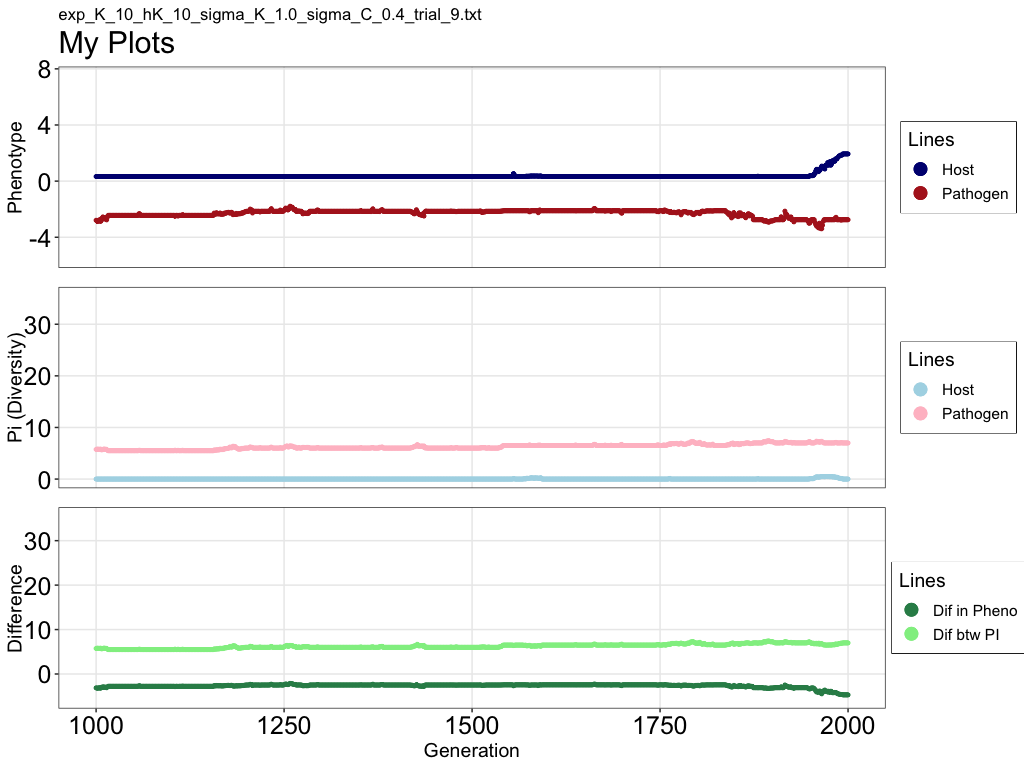 exp_K_10_hK_10_sigma_K_1.0_sigma_C_0.4_trial_9.txt
My Plots
8
4
0
-4
Phenotype
Lines
Host
Pathogen
30
20
10
0
Pi (Diversity)
Lines
Host
Pathogen
30
20
10
0
Difference
Lines
Dif in Pheno
Dif btw PI
1000 1250 1500 1750 2000
Generation